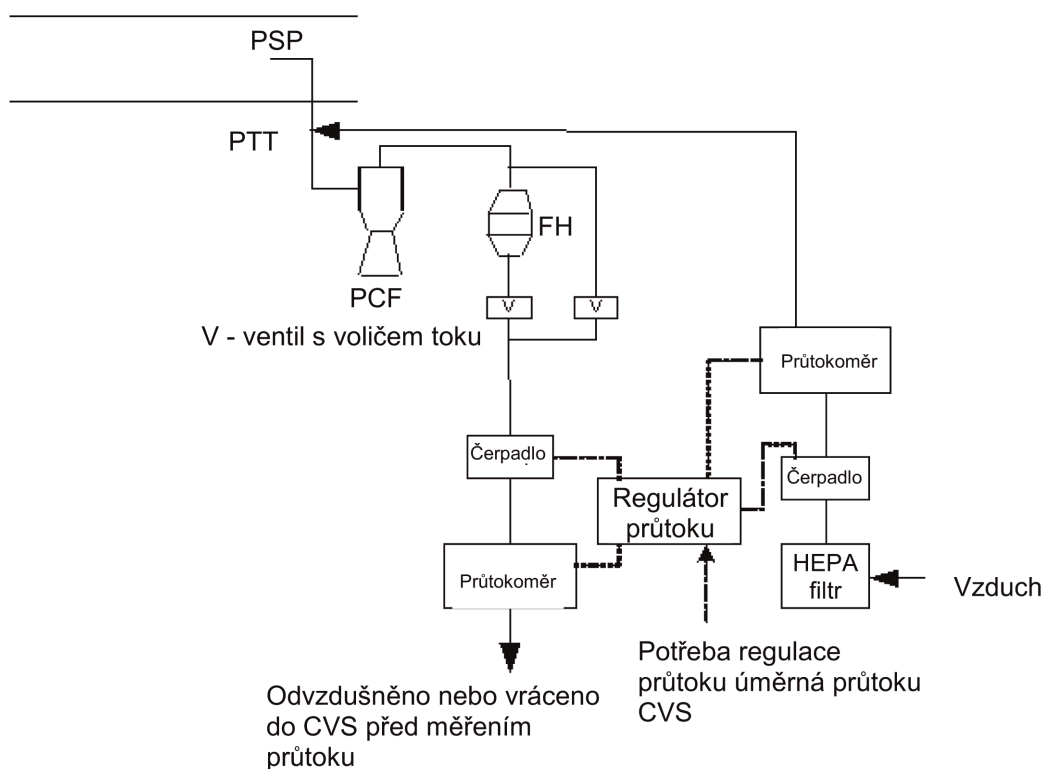 PSP
PTT
FH
PCF
V
V
V - ventil s voličem toku
Průtokoměr
Čerpadlo
Čerpadlo
Regulátor
průtoku
HEPA
filtr
Průtokoměr
Vzduch
Potřeba regulace
průtoku úměrná průtoku
CVS
Odvzdušněno nebo vráceno
do CVS před měřením
průtoku